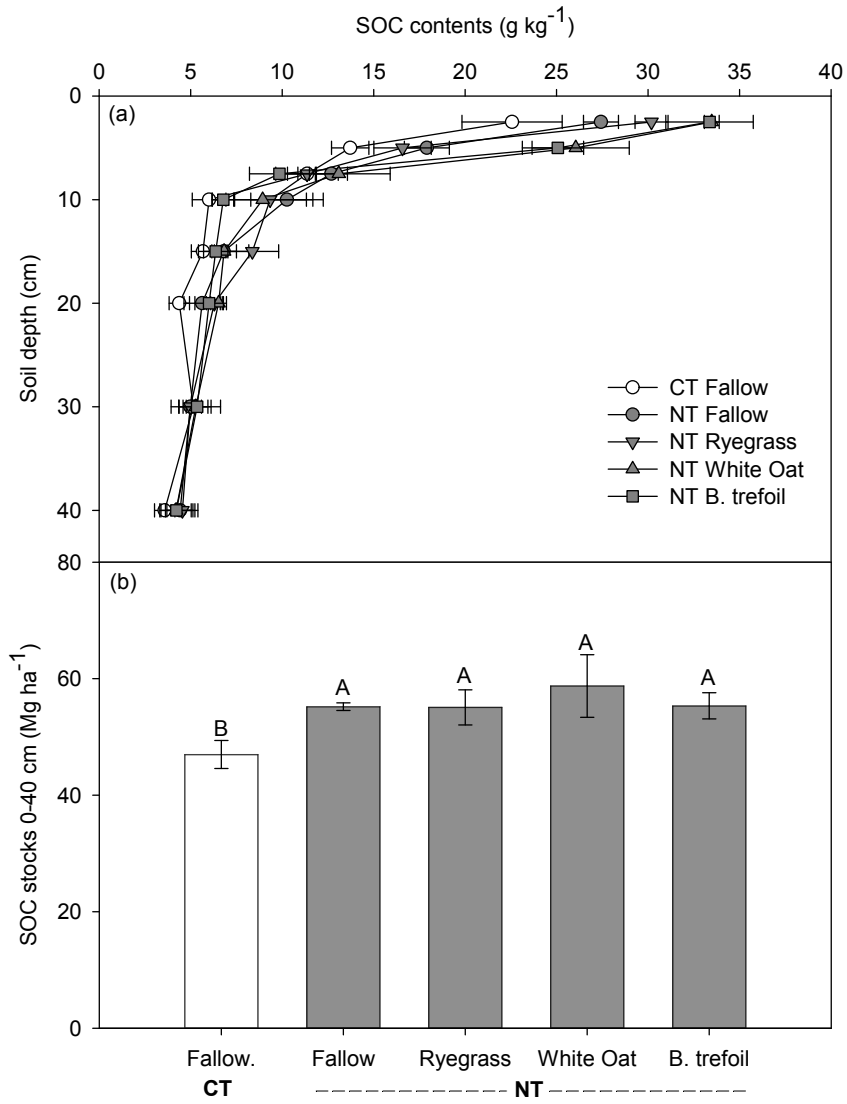 SOC contents (g kg⁻¹)
0 5 10 15 20 25 30 35 40
(a)
Soil depth (cm)
0
10
20
30
40
CT Fallow
NT Fallow
NT Ryegrass
NT White Oat
NT B. trefoil
(b)
SOC stocks 0-40 cm (Mg ha⁻¹)
80
60
40
20
0
B A A A A
Fallow. Fallow Ryegrass White Oat B. trefoil
CT NT